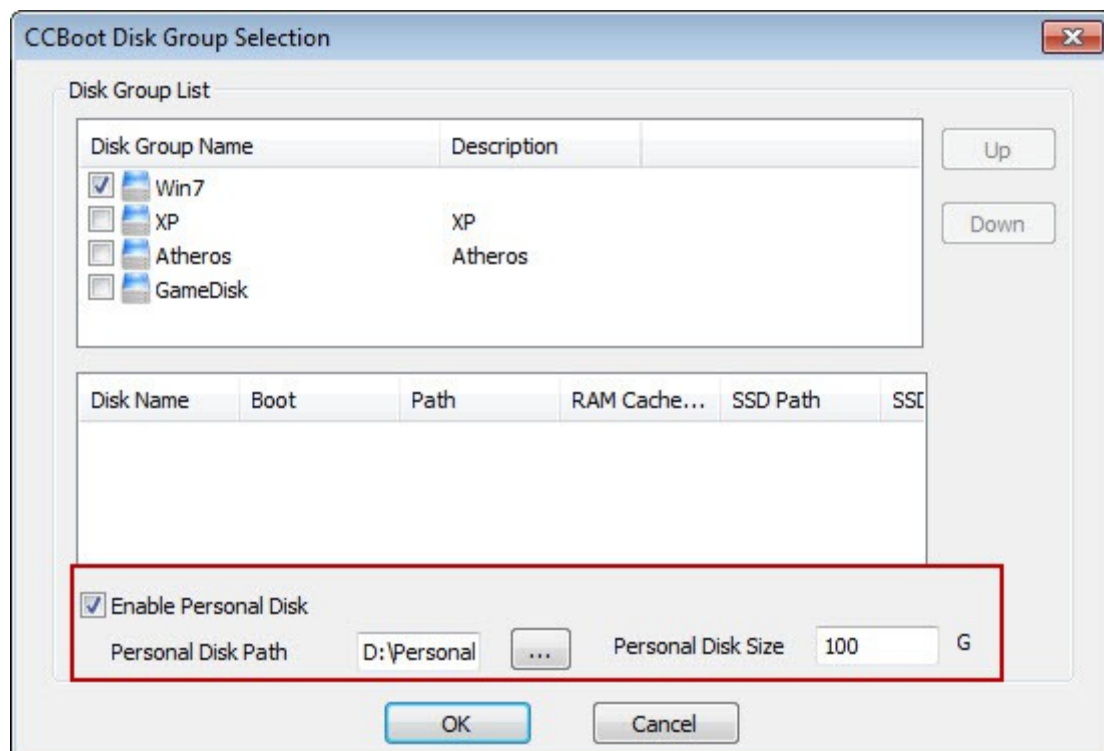 CCBoot Disk Group Selection
Disk Group List
Disk Group Name Description
Up
Win7
XP XP
Down
Atheros Atheros
GameDisk
Disk Name Boot Path RAM Cache... SSD Path SSD
Enable Personal Disk
Personal Disk Path D:\Personal ... Personal Disk Size 100 G
OK Cancel